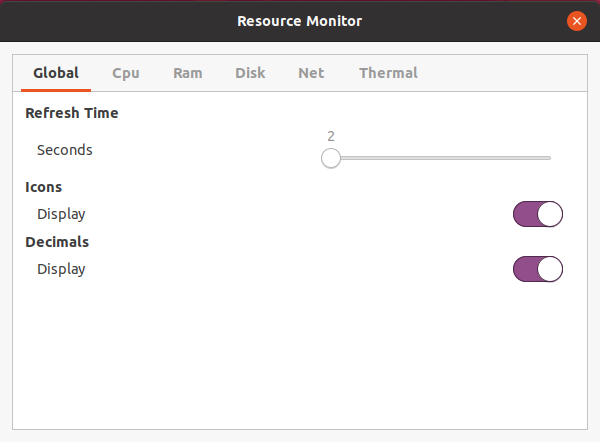 Resource Monitor
Global Cpu Ram Disk Net Thermal
Refresh Time
2
Seconds
Icons
Display
Decimals
Display